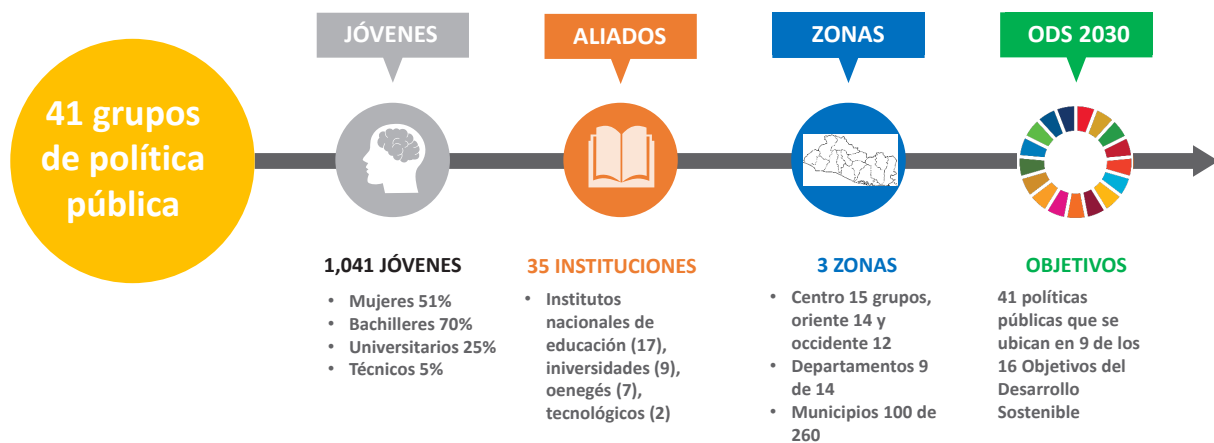 41 grupos
de política
pública
JÓVENES
1,041 JÓVENES
• Mujeres 51%
• Bachilleres 70%
• Universitarios 25%
• Técnicos 5%
ALIADOS
35 INSTITUCIONES
• Institutos
nacionales de
educación (17),
iniversidades (9),
oenegés (7),
tecnológicos (2)
ZONAS
3 ZONAS
• Centro 15 grupos,
oriente 14 y
occidente 12
• Departamentos 9
de 14
• Municipios 100 de
260
ODS 2030
OBJETIVOS
41 políticas
públicas que se
ubican en 9 de los
16 Objetivos del
Desarrollo
Sostenible